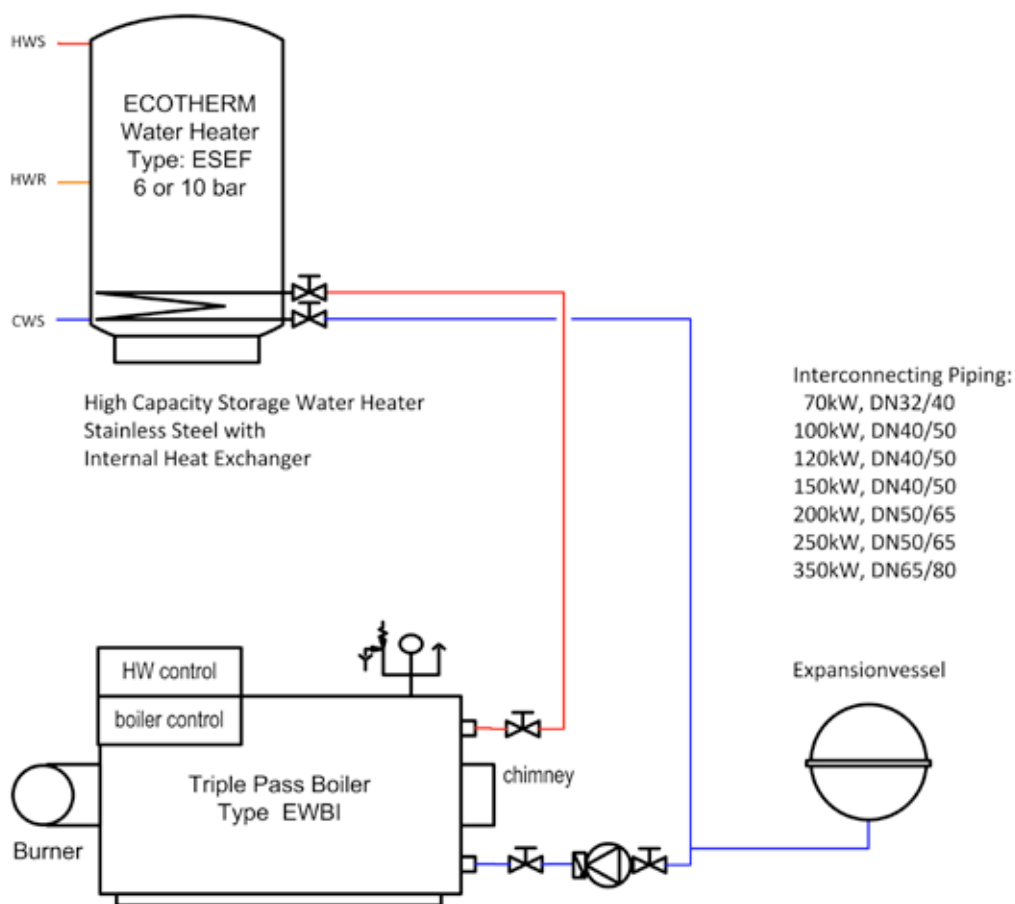 HWS
ECOTHERM
Water Heater
Type: ESEF
6 or 10 bar
HWR
CWS
High Capacity Storage Water Heater
Stainless Steel with
Internal Heat Exchanger
Interconnecting Piping:
70kW, DN32/40
100kW, DN40/50
120kW, DN40/50
150kW, DN40/50
200kW, DN50/65
250kW, DN50/65
350kW, DN65/80
HW control
boiler control
Triple Pass Boiler
Type EWBI
chimney
Burner
Expansionvessel